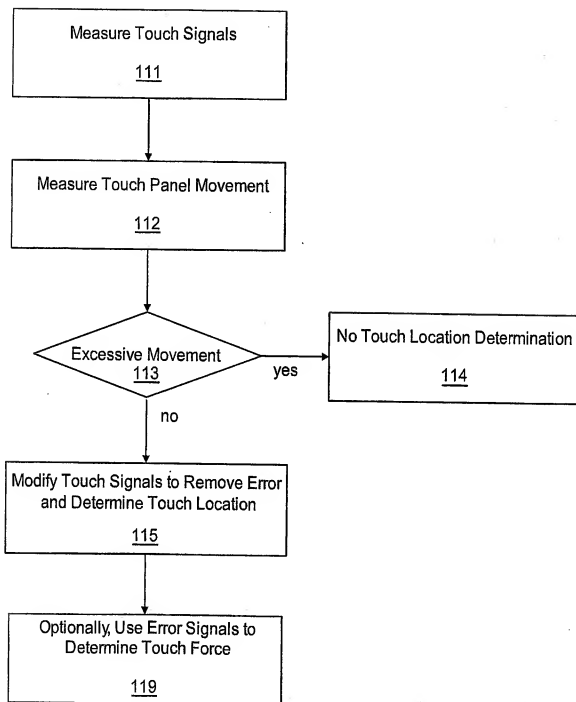 Measure Touch Signals
111
Measure Touch Panel Movement
112
Excessive Movement
113
yes
No Touch Location Determination
114
no
Modify Touch Signals to Remove Error
and Determine Touch Location
115
Optionally, Use Error Signals to
Determine Touch Force
119